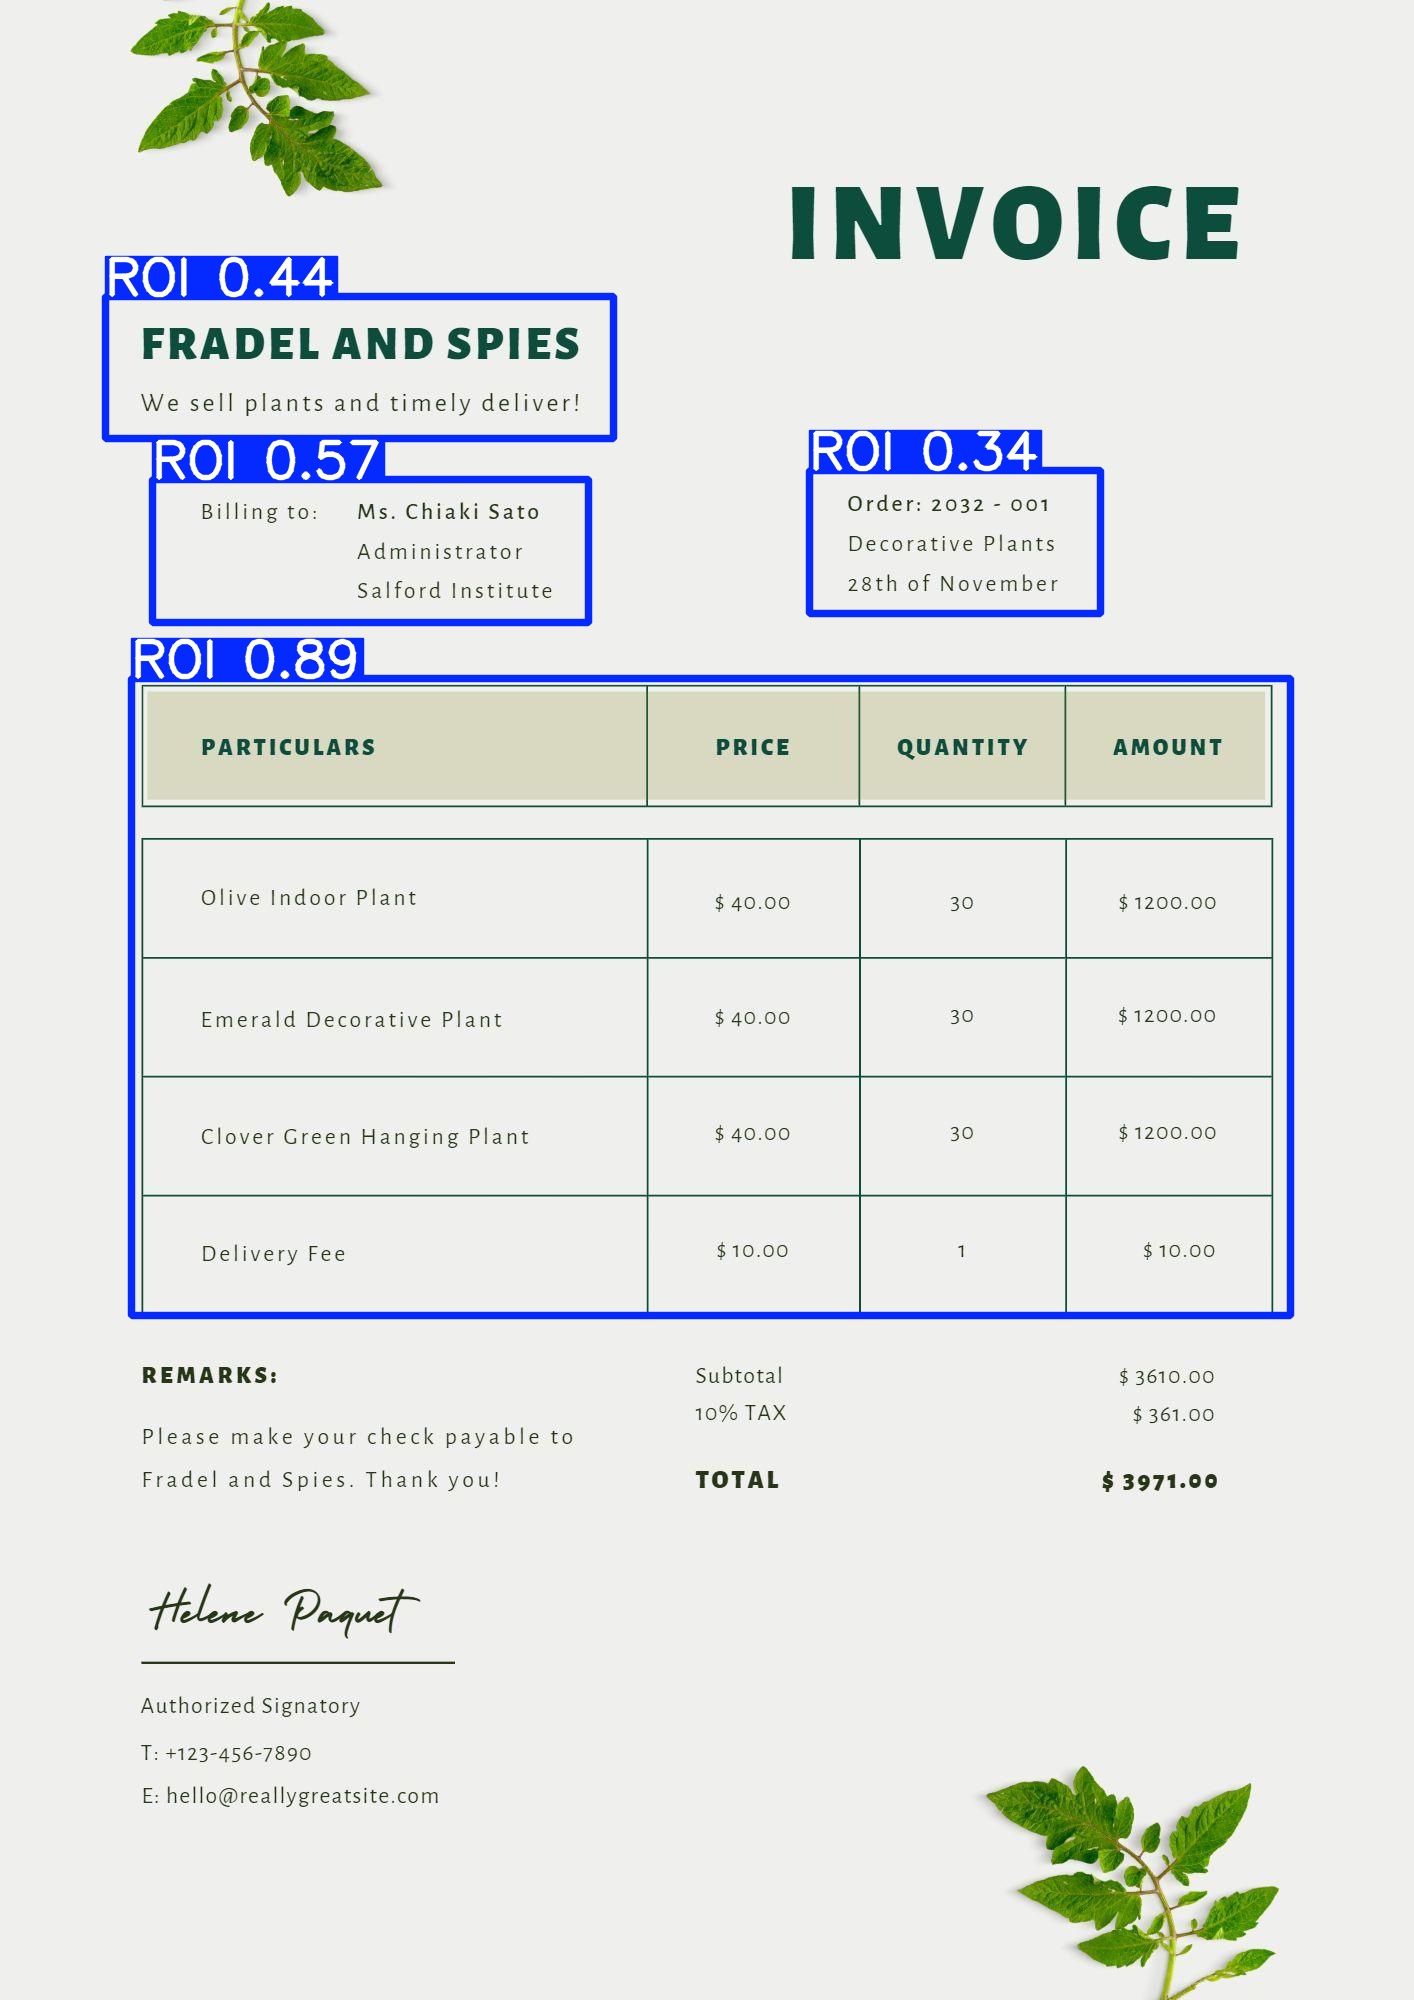 INVOICE
ROI 0.44
FRADEL AND SPIES
We sell plants and timely deliver!
ROI 0.57
Billing to: Ms. Chiaki Sato
Administrator
Salford Institute
ROI 0.34
Order: 2032 - 001
Decorative Plants
28th of November
ROI 0.89
PARTICULARS PRICE QUANTITY AMOUNT
Olive Indoor Plant $ 40.00 30 $ 1200.00
Emerald Decorative Plant $ 40.00 30 $ 1200.00
Clover Green Hanging Plant $ 40.00 30 $ 1200.00
Delivery Fee $ 10.00 1 $ 10.00
REMARKS:
Please make your check payable to
Fradel and Spies. Thank you!
Subtotal $ 3610.00
10% TAX $ 361.00
TOTAL $ 3971.00
Helene Paquet
Authorized Signatory
T: +123-456-7890
E: hello@reallygreatsite.com